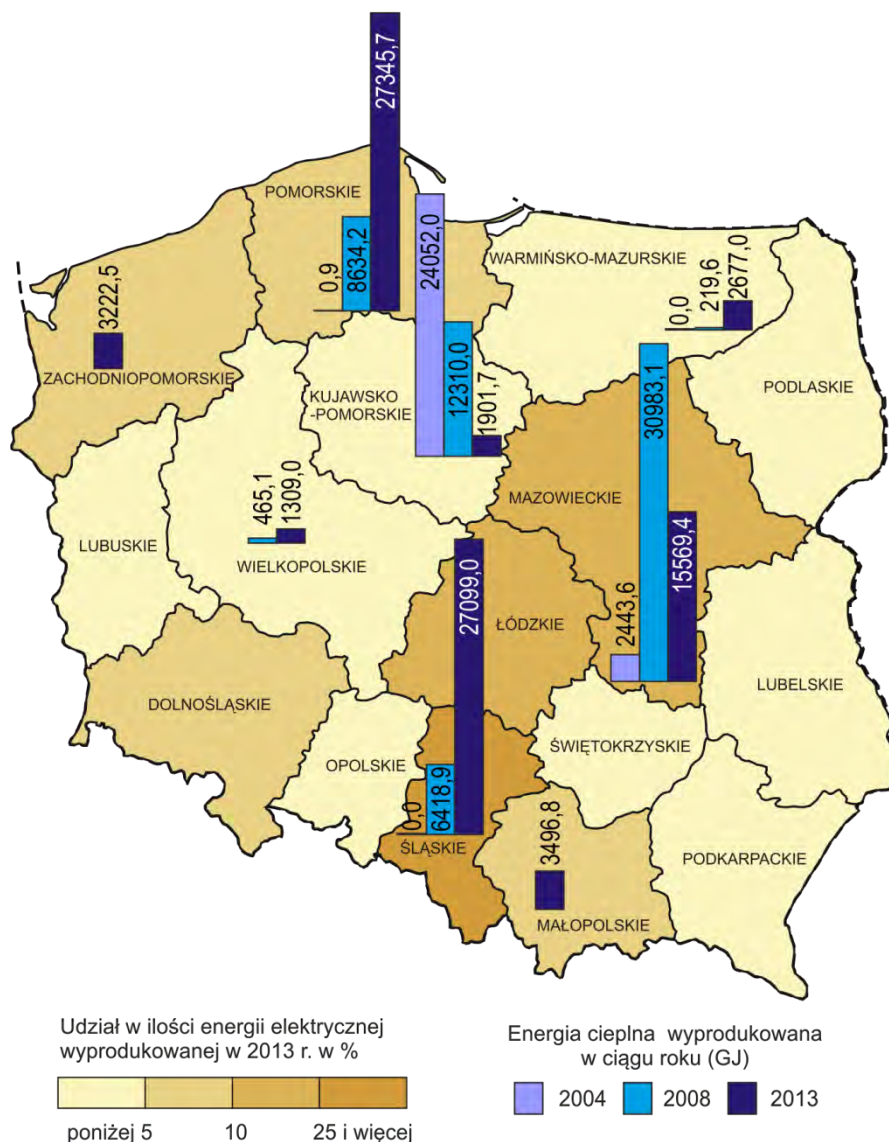 27345,7
POMORSKIE
0,9
8634,2
24052,0
12310,0
1901,7
WARMIŃSKO-MAZURSKIE
0,0
219,6
2677,0
3222,5
ZACHODNIOPOMORSKIE
KUJAWSKO
-POMORSKIE
PODLASKIE
30983,1
2443,6
15569,4
MAZOWIECKIE
465,1
1309,0
LUBUSKIE
WIELKOPOLSKIE
27099,0
ŁÓDZKIE
LUBELSKIE
DOLNOŚLĄSKIE
OPOLSKIE
ŚWIĘTOKRZYSKIE
0,0
6418,9
ŚLĄSKIE
3496,8
MAŁOPOLSKIE
PODKARPACKIE
Udział w ilości energii elektrycznej
wyprodukowanej w 2013 r. w %
poniżej 5 10 25 i więcej
Energia cieplna wyprodukowana
w ciągu roku (GJ)
2004 2008 2013